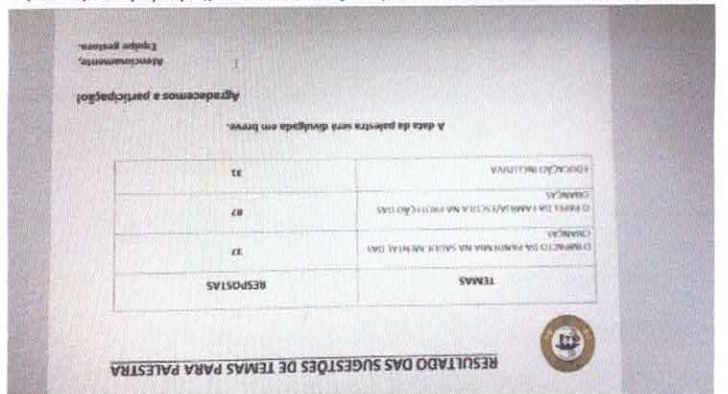 RESULTADO DAS SUGESTÕES DE TEMAS PARA PALESTRA
TEMAS RESPOSTAS
O IMPACTO DA PANDEMIA NA SAÚDE MENTAL DAS 37
CRIANÇAS
O PAPEL DA FAMÍLIA/ESCOLA NA PROTEÇÃO DAS 87
CRIANÇAS
EDUCAÇÃO INCLUSIVA 31
A data da palestra será divulgada em breve.
Agradecemos a participação!
Atenciosamente,
Equipe gestora.